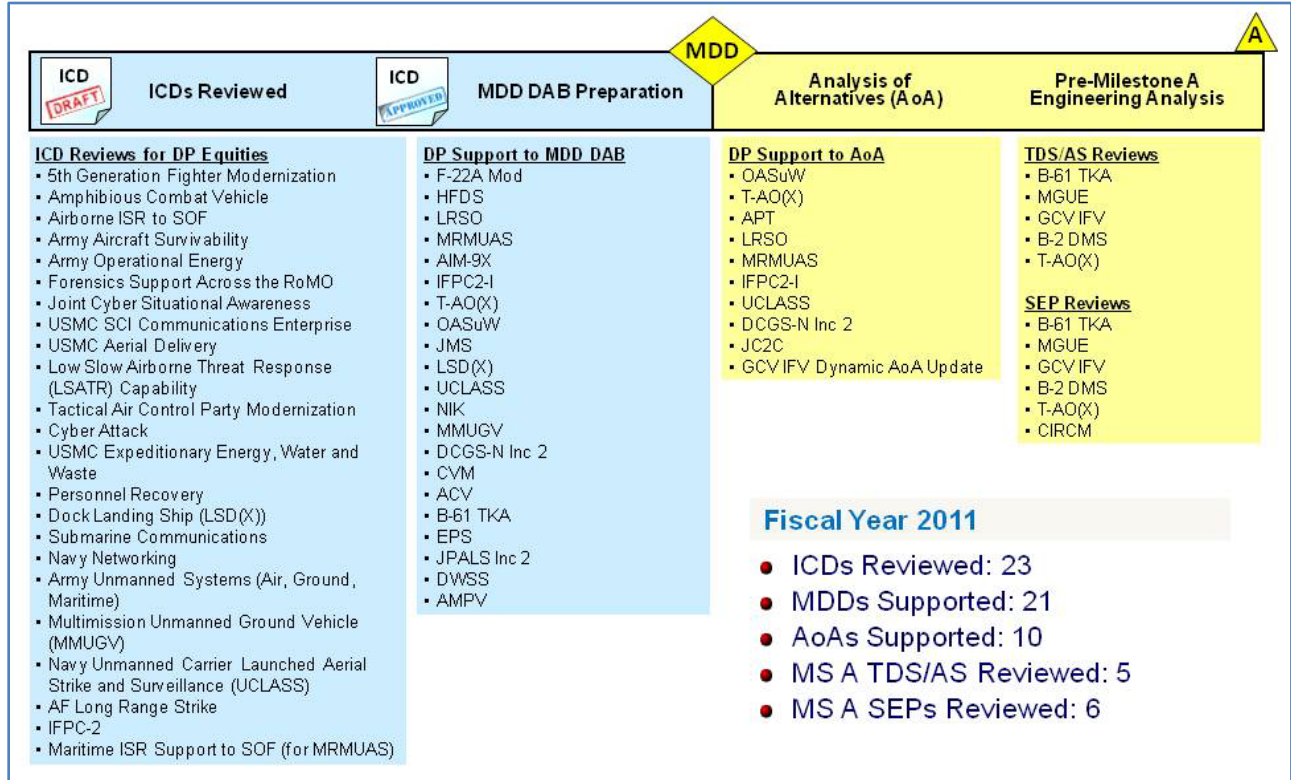 MDD
A
ICD
DRAFT
ICDs Reviewed
ICD
APPROVED
MDD DAB Preparation
Analysis of
Alternatives (AoA)
Pre-Milestone A
Engineering Analysis
ICD Reviews for DP Equities
▪ 5th Generation Fighter Modernization
▪ Amphibious Combat Vehicle
▪ Airborne ISR to SOF
▪ Army Aircraft Survivability
▪ Army Operational Energy
▪ Forensics Support Across the RoMO
▪ Joint Cyber Situational Awareness
▪ USMC SCI Communications Enterprise
▪ USMC Aerial Delivery
▪ Low Slow Airborne Threat Response
(LSATR) Capability
▪ Tactical Air Control Party Modernization
▪ Cyber Attack
▪ USMC Expeditionary Energy, Water and
Waste
▪ Personnel Recovery
▪ Dock Landing Ship (LSD(X))
▪ Submarine Communications
▪ Navy Networking
▪ Army Unmanned Systems (Air, Ground,
Maritime)
▪ Multimission Unmanned Ground Vehicle
(MMUGV)
▪ Navy Unmanned Carrier Launched Aerial
Strike and Surveillance (UCLASS)
▪ AF Long Range Strike
▪ IFPC-2
▪ Maritime ISR Support to SOF (for MRMUAS)
DP Support to MDD DAB
▪ F-22A Mod
▪ HFDS
▪ LRSO
▪ MRMUAS
▪ AIM-9X
▪ IFPC2-I
▪ T-AO(X)
▪ OASuW
▪ JMS
▪ LSD(X)
▪ UCLASS
▪ NIK
▪ MMUGV
▪ DCGS-N Inc 2
▪ CVM
▪ ACV
▪ B-61 TKA
▪ EPS
▪ JPALS Inc 2
▪ DWSS
▪ AMPV
DP Support to AoA
▪ OASuW
▪ T-AO(X)
▪ APT
▪ LRSO
▪ MRMUAS
▪ IFPC2-I
▪ UCLASS
▪ DCGS-N Inc 2
▪ JC2C
▪ GCV IFV Dynamic AoA Update
TDS/AS Reviews
▪ B-61 TKA
▪ MGUE
▪ GCV IFV
▪ B-2 DMS
▪ T-AO(X)
SEP Reviews
▪ B-61 TKA
▪ MGUE
▪ GCV IFV
▪ B-2 DMS
▪ T-AO(X)
▪ CIRCM
Fiscal Year 2011
● ICDs Reviewed: 23
● MDDs Supported: 21
● AoAs Supported: 10
● MS A TDS/AS Reviewed: 5
● MS A SEPs Reviewed: 6